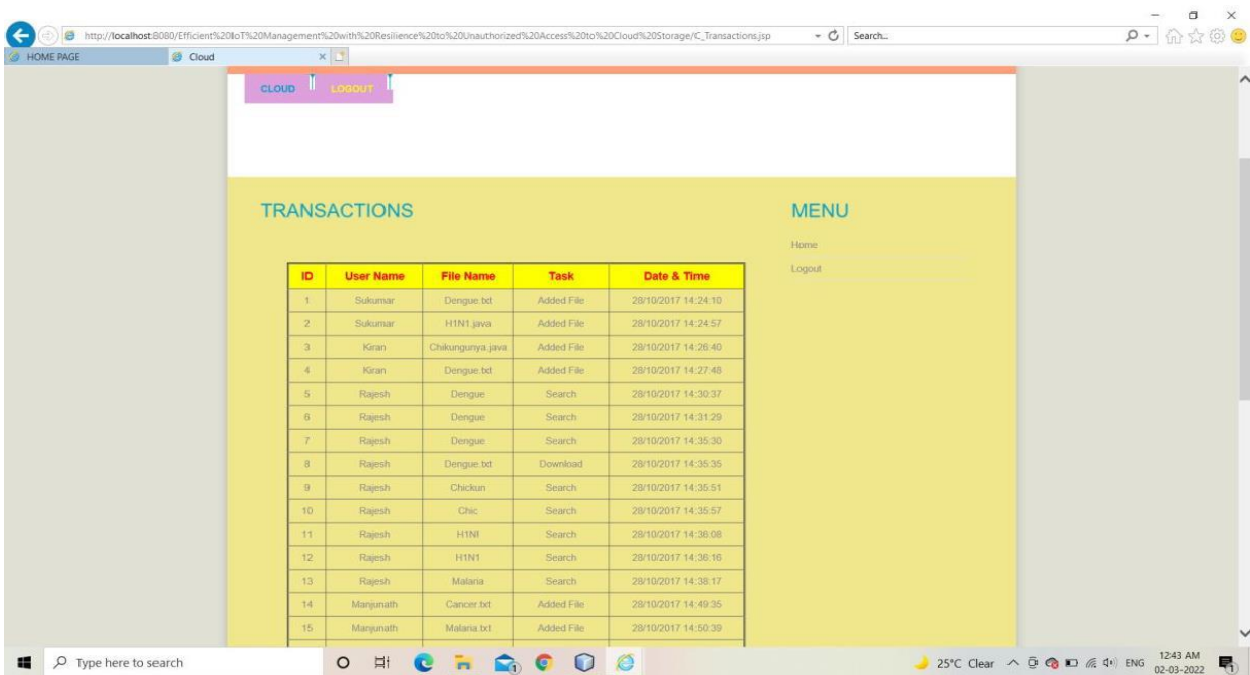 http://localhost:8080/Efficient%20IoT%20Management%20with%20Resilience%20to%20Unauthorized%20Access%20to%20Cloud%20Storage/C_Transactions.jsp Search...
HOME PAGE Cloud
CLOUD LOGOUT
TRANSACTIONS MENU
Home
Logout
ID User Name File Name Task Date & Time
1 Sukumar Dengue.txt Added File 28/10/2017 14:24:10
2 Sukumar H1N1.java Added File 28/10/2017 14:24:57
3 Kiran Chikungunya.java Added File 28/10/2017 14:26:40
4 Kiran Dengue.txt Added File 28/10/2017 14:27:48
5 Rajesh Dengue Search 28/10/2017 14:30:37
6 Rajesh Dengue Search 28/10/2017 14:31:29
7 Rajesh Dengue Search 28/10/2017 14:35:30
8 Rajesh Dengue.txt Download 28/10/2017 14:35:35
9 Rajesh Chickun Search 28/10/2017 14:35:51
10 Rajesh Chic Search 28/10/2017 14:35:57
11 Rajesh H1NI Search 28/10/2017 14:36:08
12 Rajesh H1N1 Search 28/10/2017 14:36:16
13 Rajesh Malaria Search 28/10/2017 14:38:17
14 Manjunath Cancer.txt Added File 28/10/2017 14:49:35
15 Manjunath Malaria.txt Added File 28/10/2017 14:50:39
Type here to search 25°C Clear ENG 12:43 AM
02-03-2022